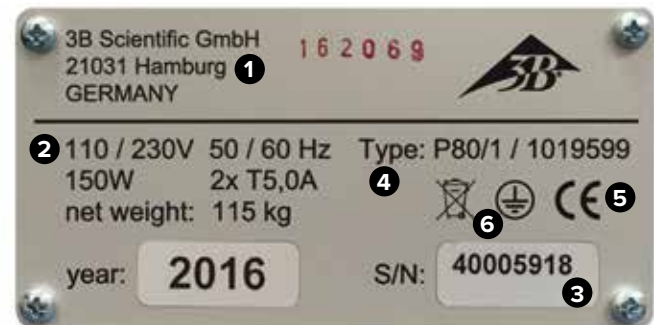 3B Scientific GmbH
21031 Hamburg 1
GERMANY
162069
3B
2 110 / 230V 50 / 60 Hz
150W 2x T5,0A
net weight: 115 kg
Type: P80/1 / 1019599
4
6 CE 5
year: 2016
S/N: 40005918
3